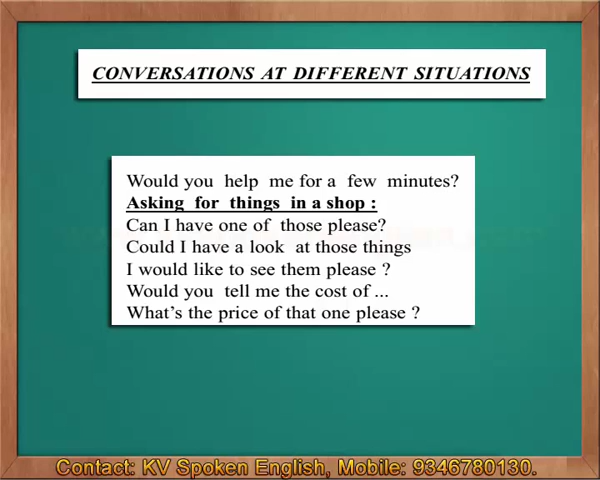 CONVERSATIONS AT DIFFERENT SITUATIONS
Would you help me for a few minutes?
Asking for things in a shop :
Can I have one of those please?
Could I have a look at those things
I would like to see them please ?
Would you tell me the cost of ...
What's the price of that one please ?
Contact: KV Spoken English, Mobile: 9346780130.